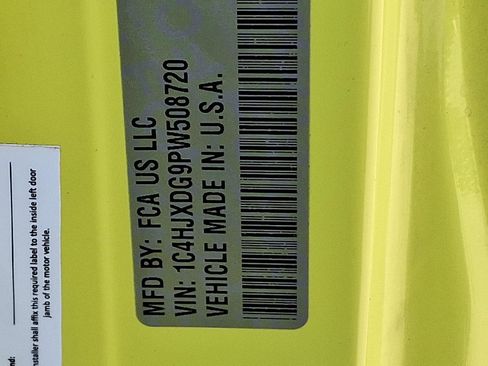 MFD BY: FCA US LLC
VIN: 1C4HJXDG9PW508720
VEHICLE MADE IN: U.S.A.
nstaller shall affix this required label to the inside left door
jamb of the motor vehicle.